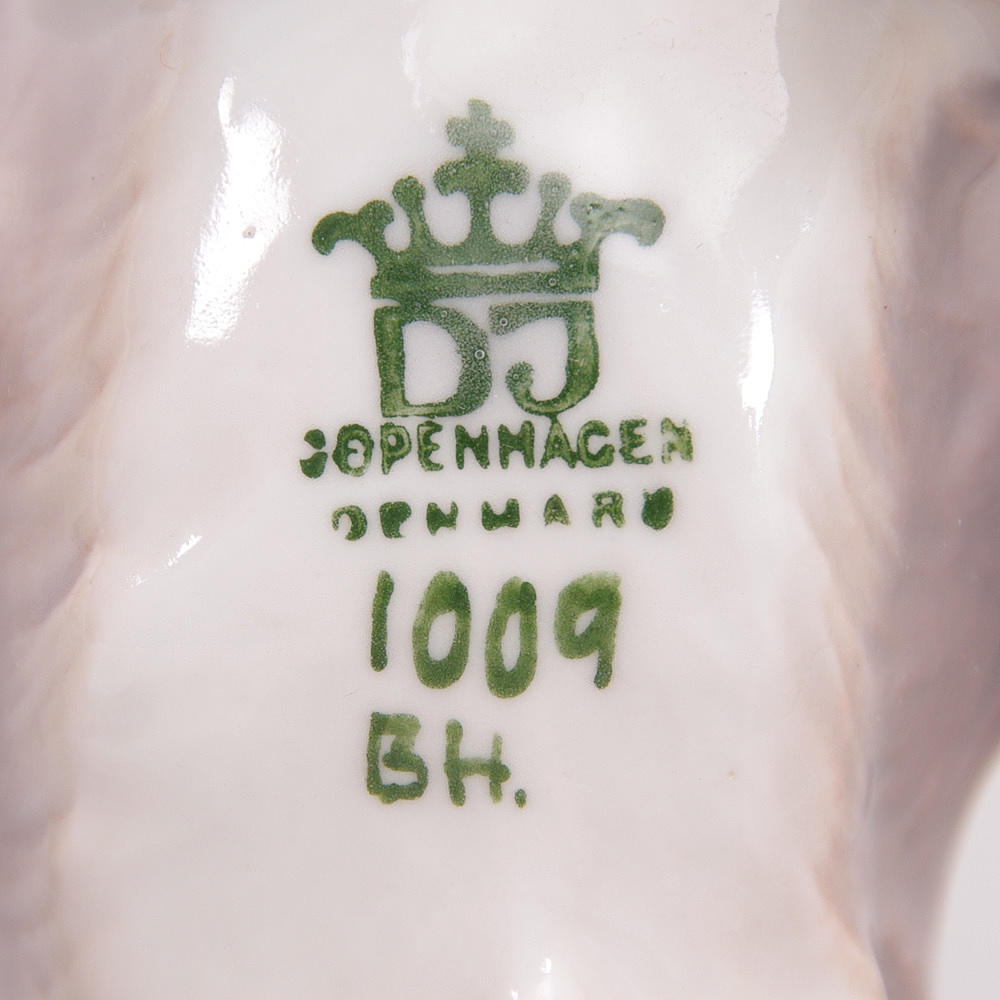 DJ
COPENHAGEN
DENMARK
1009
BH.